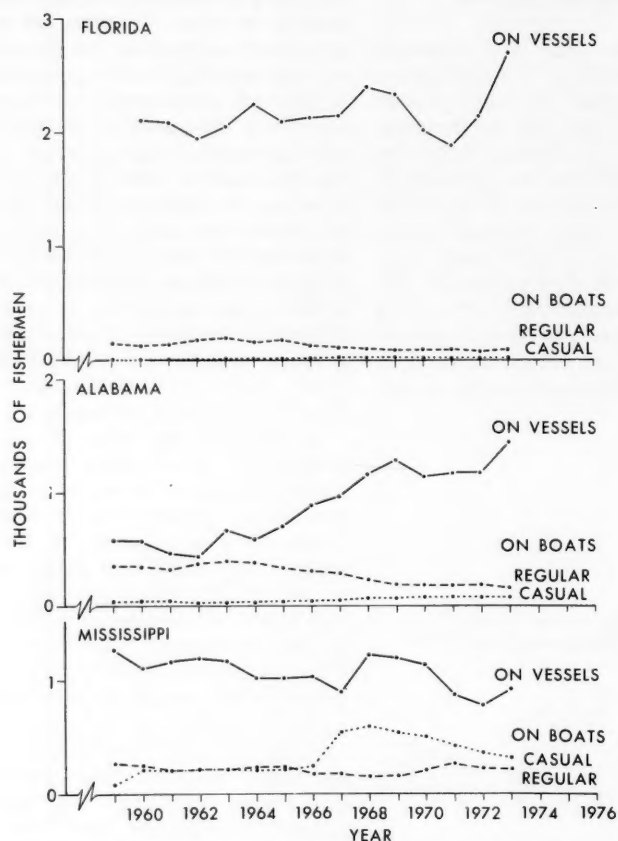 3
FLORIDA
ON VESSELS
2
1
ON BOATS
REGULAR
CASUAL
0
2
ALABAMA
ON VESSELS
1
ON BOATS
REGULAR
CASUAL
0
MISSISSIPPI
1
ON VESSELS
ON BOATS
CASUAL
REGULAR
0
THOUSANDS OF FISHERMEN
1960 1962 1964 1966 1968 1970 1972 1974 1976
YEAR